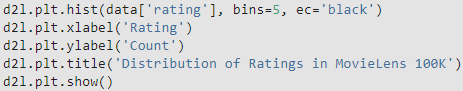 d2l.plt.hist(data['rating'], bins=5, ec='black')
d2l.plt.xlabel('Rating')
d2l.plt.ylabel('Count')
d2l.plt.title('Distribution of Ratings in MovieLens 100K')
d2l.plt.show()